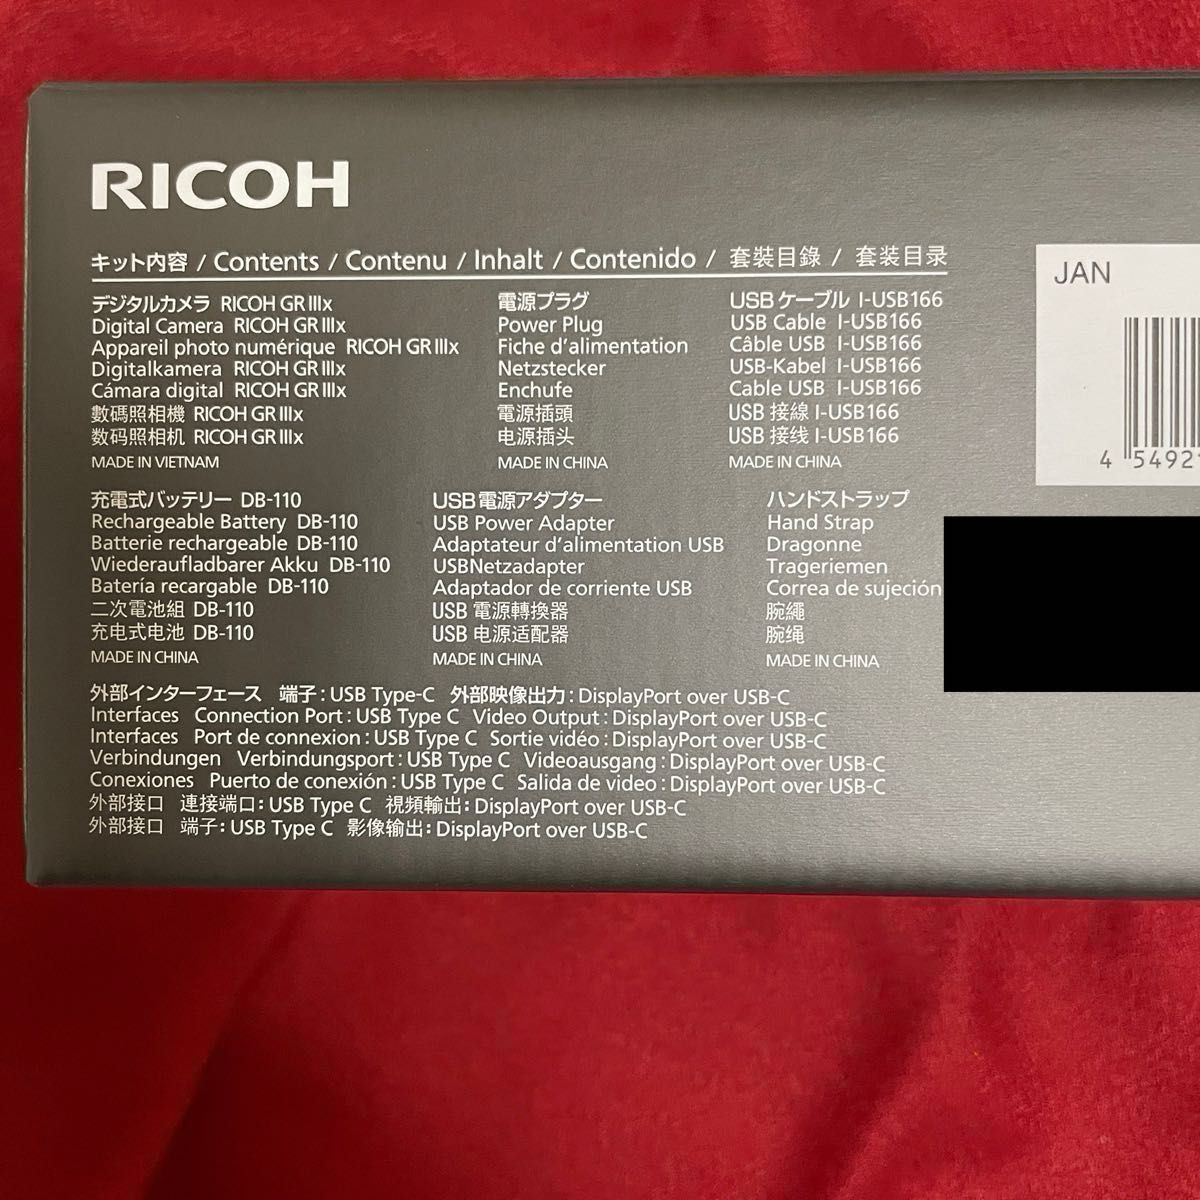 RICOH
キット内容 / Contents / Contenu / Inhalt / Contenido / 套裝目錄 / 套装目录
デジタルカメラ RICOH GR IIIx
Digital Camera RICOH GR IIIx
Appareil photo numérique RICOH GR IIIx
Digitalkamera RICOH GR IIIx
Cámara digital RICOH GR IIIx
數碼照相機 RICOH GR IIIx
数码照相机 RICOH GR IIIx
MADE IN VIETNAM
電源プラグ
Power Plug
Fiche d'alimentation
Netzstecker
Enchufe
電源插頭
电源插头
MADE IN CHINA
USBケーブル I-USB166
USB Cable I-USB166
Câble USB I-USB166
USB-Kabel I-USB166
Cable USB I-USB166
USB 接線 I-USB166
USB 接线 I-USB166
MADE IN CHINA
JAN
4 54921
充電式バッテリー DB-110
Rechargeable Battery DB-110
Batterie rechargeable DB-110
Wiederaufladbarer Akku DB-110
Batería recargable DB-110
二次電池組 DB-110
充电式电池 DB-110
MADE IN CHINA
USB電源アダプター
USB Power Adapter
Adaptateur d'alimentation USB
USBNetzadapter
Adaptador de corriente USB
USB 電源轉換器
USB 电源适配器
MADE IN CHINA
ハンドストラップ
Hand Strap
Dragonne
Trageriemen
Correa de sujeción
腕繩
腕绳
MADE IN CHINA
外部インターフェース 端子：USB Type-C 外部映像出力：DisplayPort over USB-C
Interfaces Connection Port : USB Type C Video Output : DisplayPort over USB-C
Interfaces Port de connexion : USB Type C Sortie vidéo : DisplayPort over USB-C
Verbindungen Verbindungsport : USB Type C Videoausgang : DisplayPort over USB-C
Conexiones Puerto de conexión : USB Type C Salida de video : DisplayPort over USB-C
外部接口 連接端口：USB Type C 視頻輸出：DisplayPort over USB-C
外部接口 端子：USB Type C 影像输出：DisplayPort over USB-C